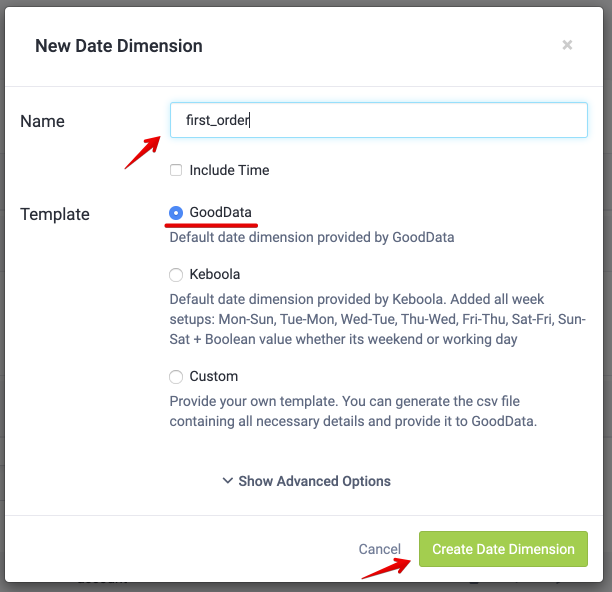 New Date Dimension
×
Name
first_order
Include Time
Template
GoodData
Default date dimension provided by GoodData
Keboola
Default date dimension provided by Keboola. Added all week
setups: Mon-Sun, Tue-Mon, Wed-Tue, Thu-Wed, Fri-Thu, Sat-Fri, Sun-
Sat + Boolean value whether its weekend or working day
Custom
Provide your own template. You can generate the csv file
containing all necessary details and provide it to GoodData.
Show Advanced Options
Cancel
Create Date Dimension